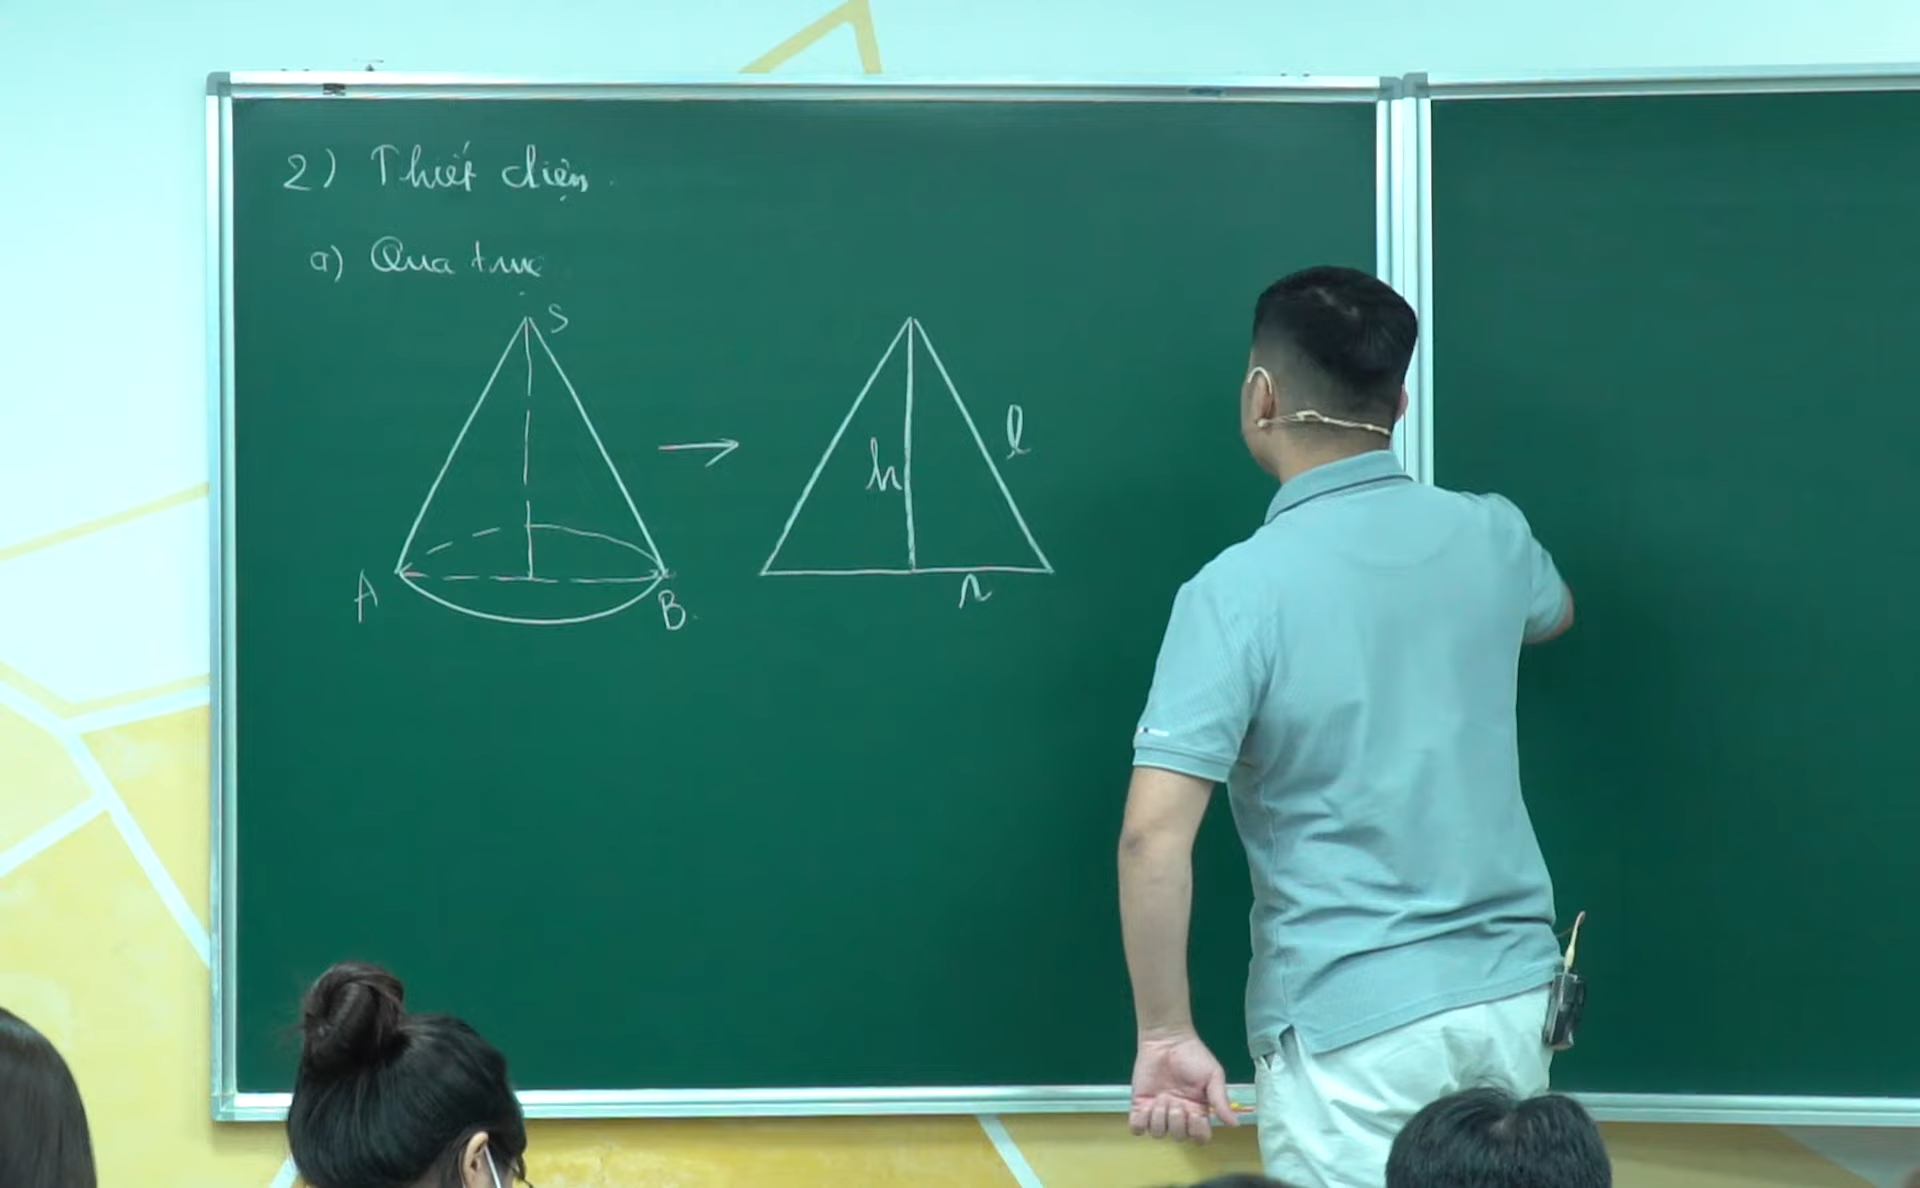 2) Thiết diện.
a) Qua trục
S
h
l
A
B.
r